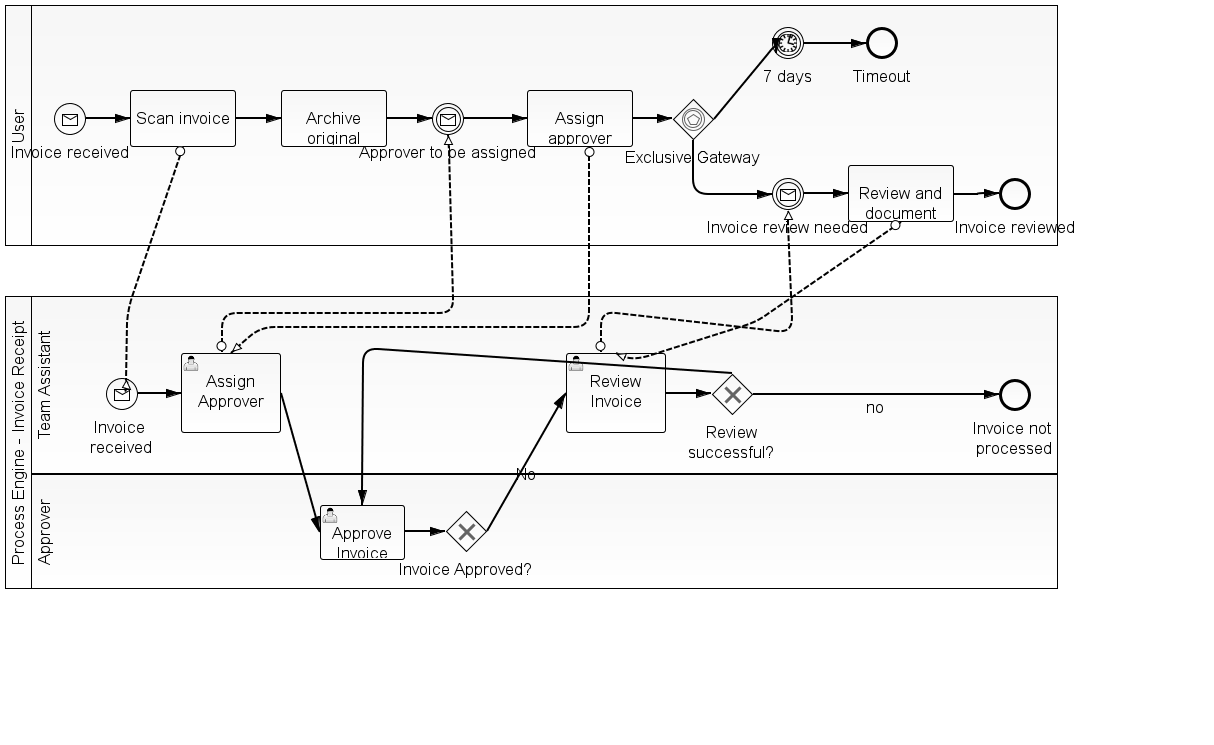 User
7 days
Timeout
Scan invoice
Archive
original
Assign
approver
Invoice received
Approver to be assigned
Exclusive Gateway
Review and
document
Invoice review needed
Invoice reviewed
Process Engine - Invoice Receipt
Team Assistant
Assign
Approver
Review
Invoice
Invoice
received
no
Review
successful?
Invoice not
processed
No
Approver
Approve
Invoice
Invoice Approved?